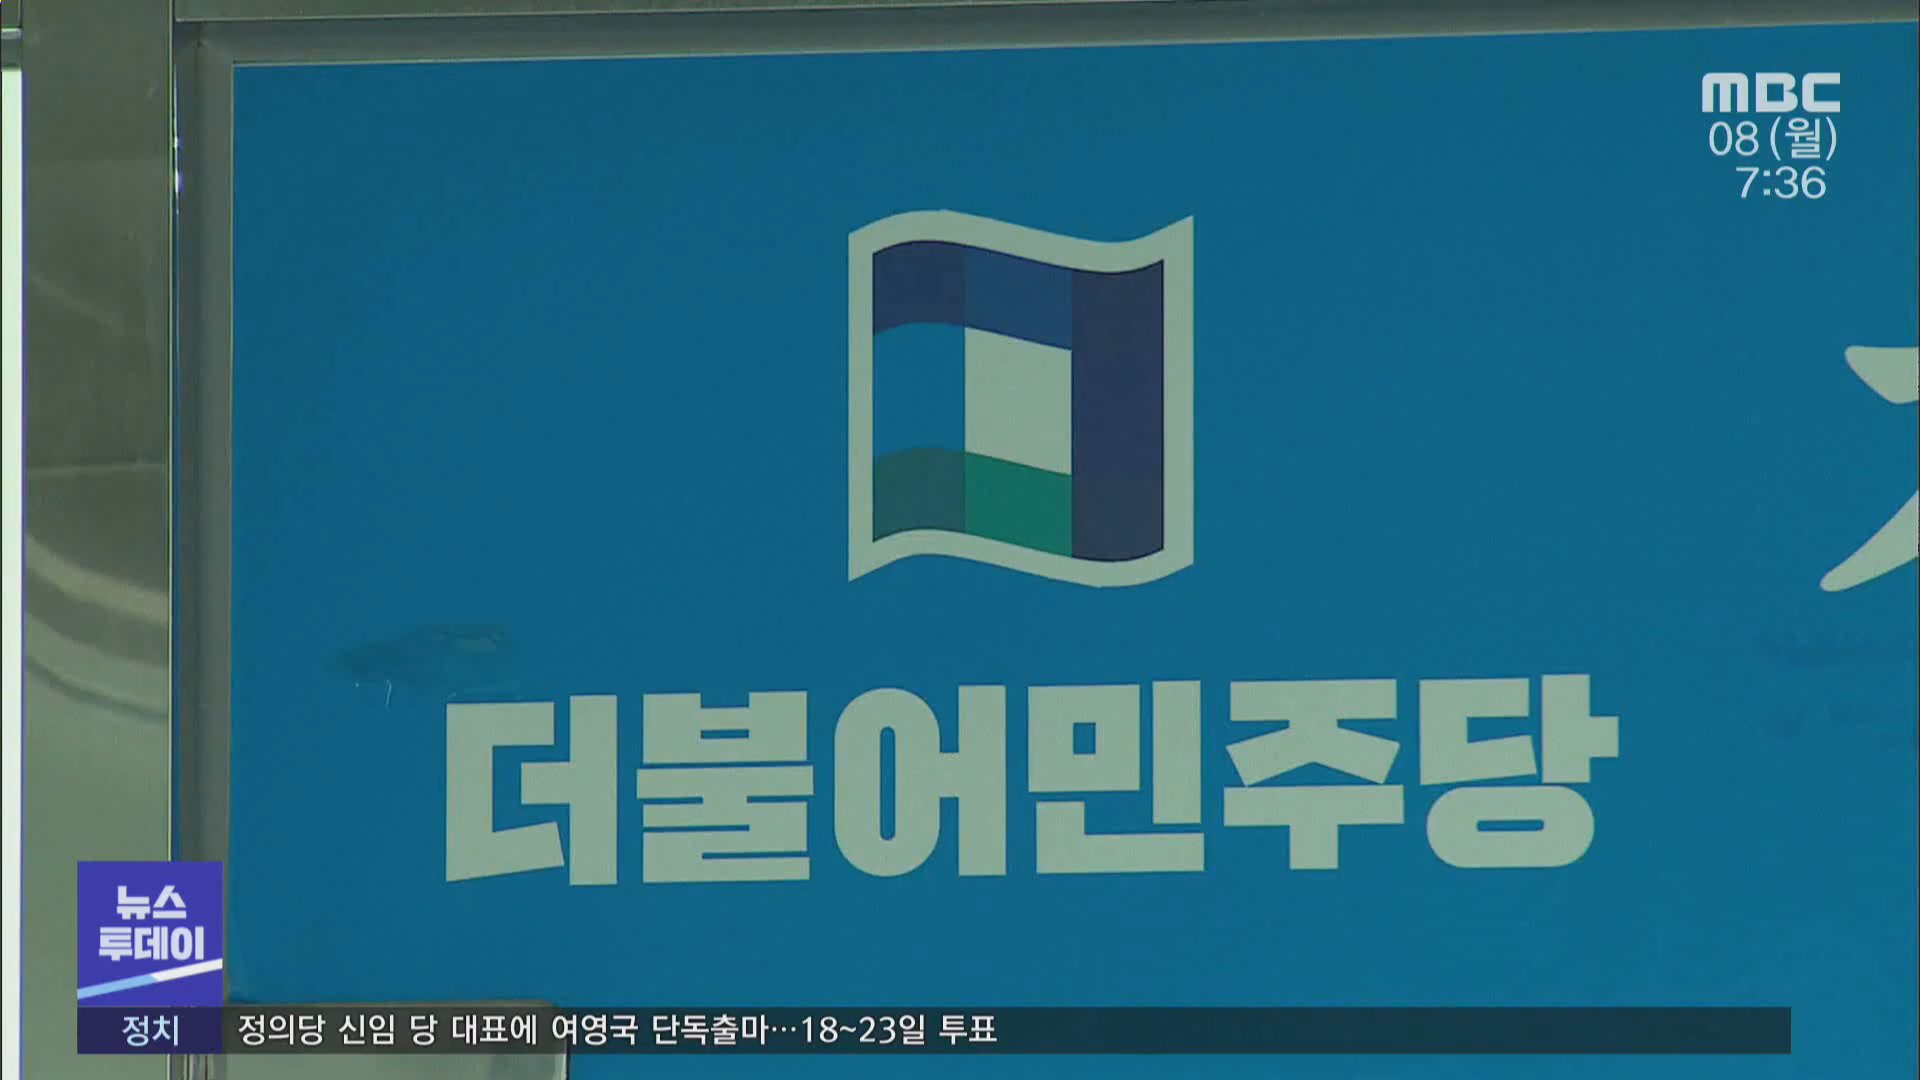 MBC
08 (월)
7:36
더불어민주당
뉴스
투데이
정치
정의당 신임 당 대표에 여영국 단독출마…18~23일 투표